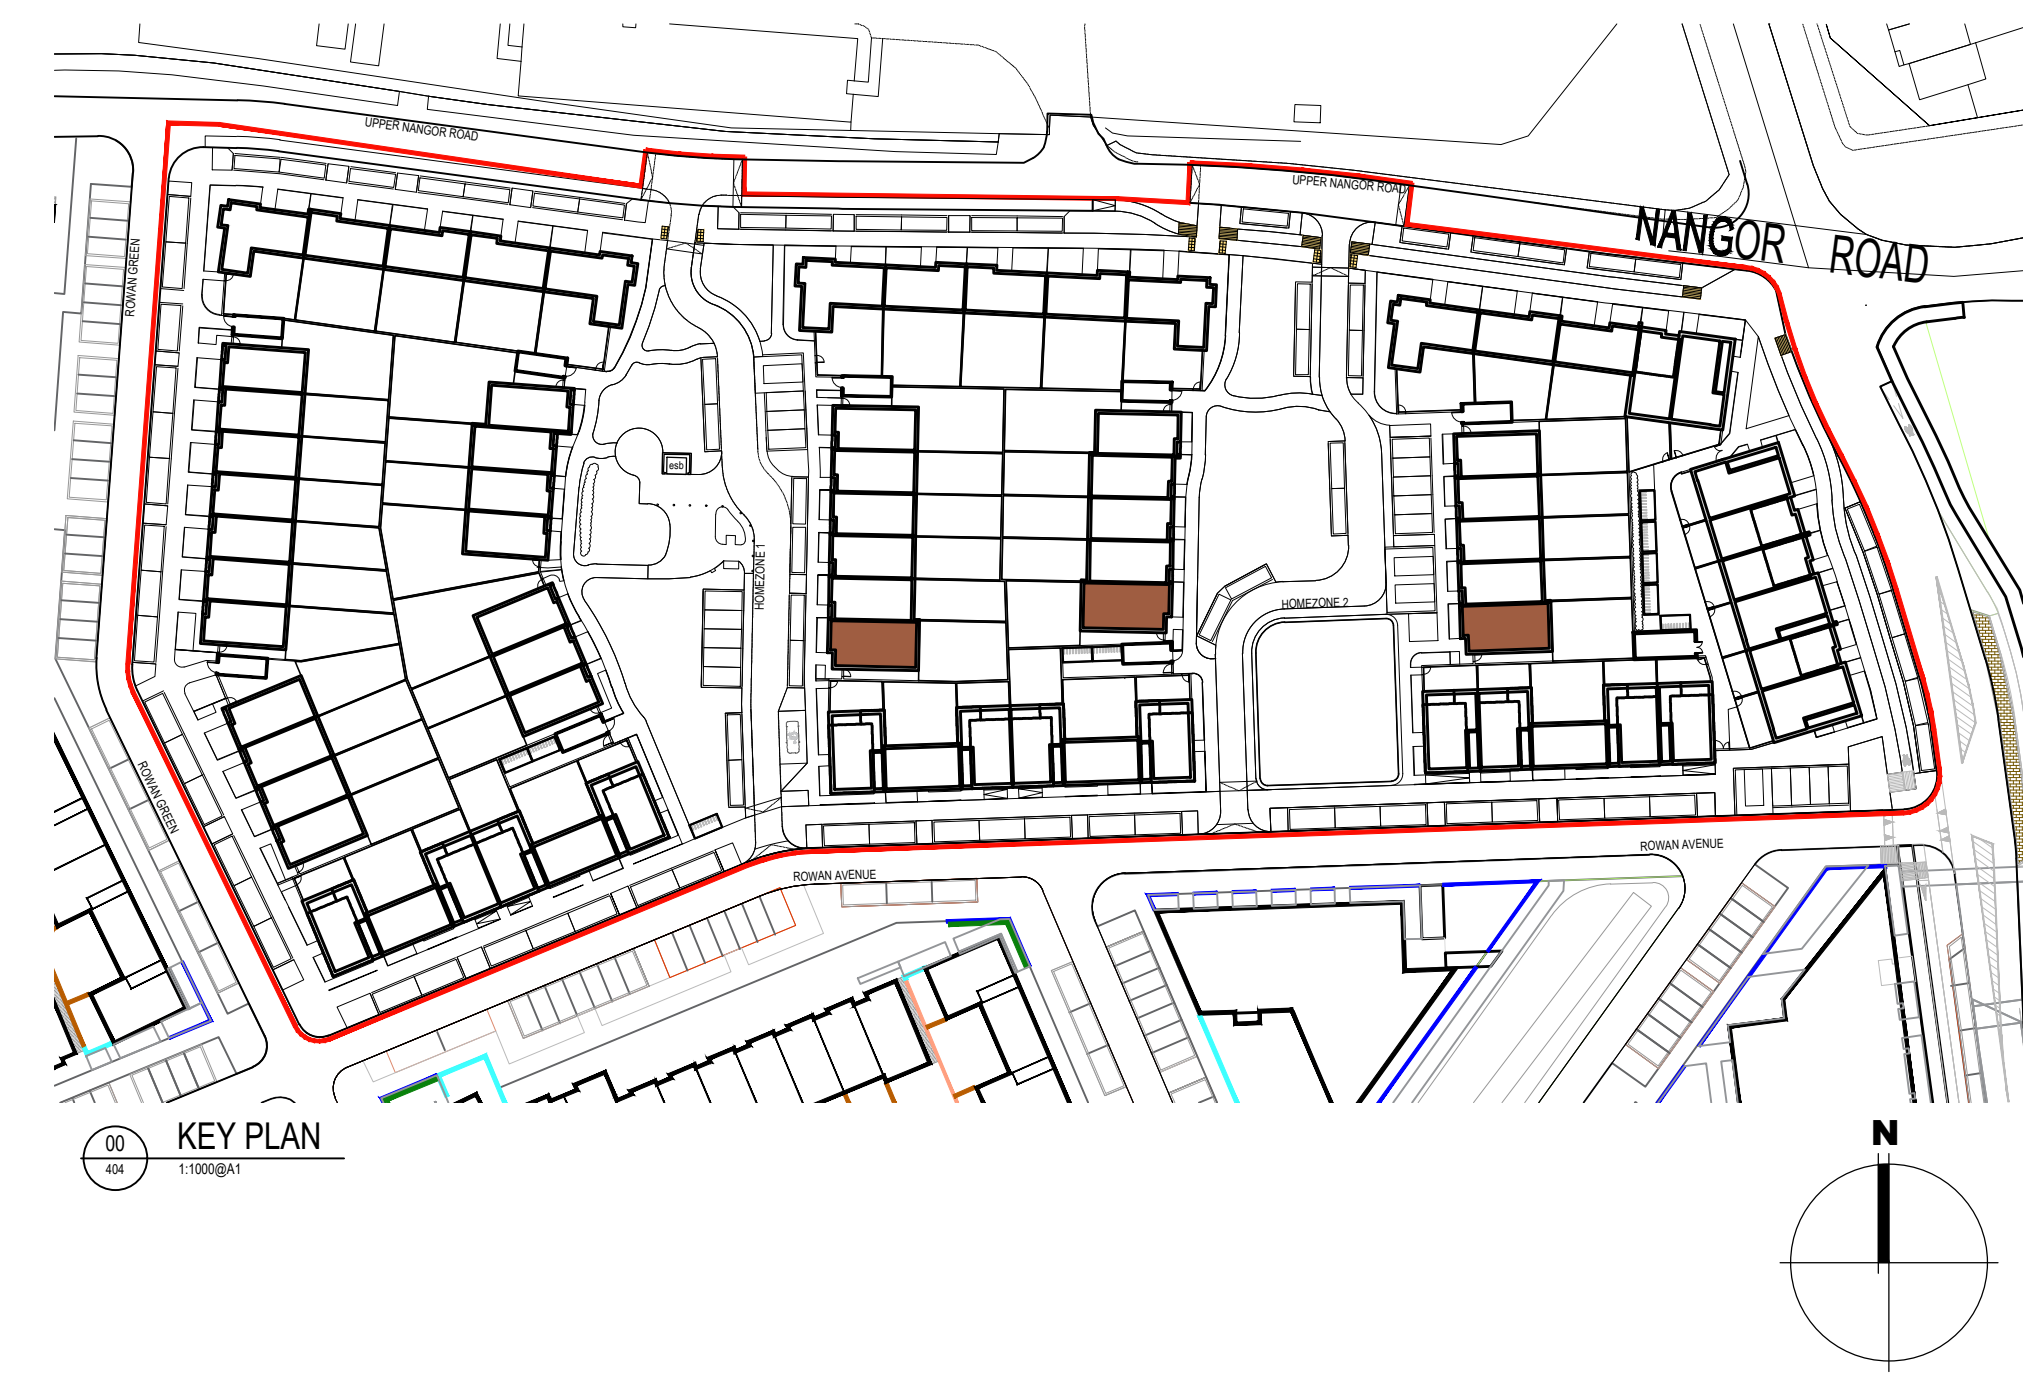 UPPER NANGOR ROAD
UPPER NANGOR ROAD
NANGOR ROAD
ROWAN GREEN
esb
HOMEZONE 1
HOMEZONE 2
ROWAN GREEN
ROWAN AVENUE
ROWAN AVENUE
00
404
KEY PLAN
1:1000@A1
N